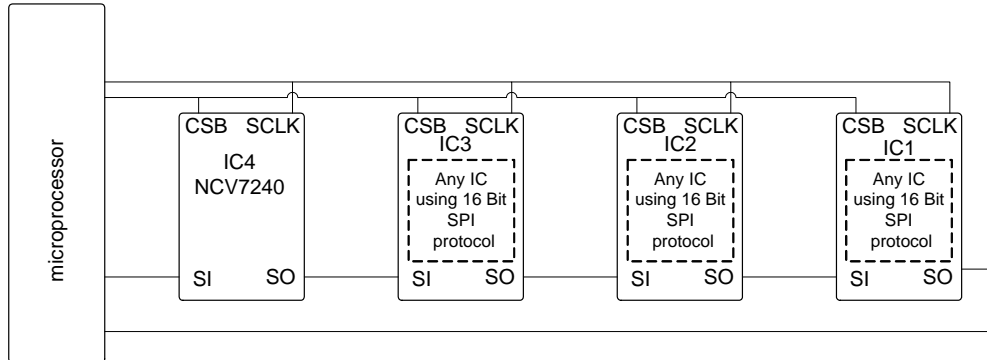 microprocessor
CSB SCLK
IC4
NCV7240
SI SO
CSB SCLK
IC3
Any IC
using 16 Bit
SPI
protocol
SI SO
CSB SCLK
IC2
Any IC
using 16 Bit
SPI
protocol
SI SO
CSB SCLK
IC1
Any IC
using 16 Bit
SPI
protocol
SI SO